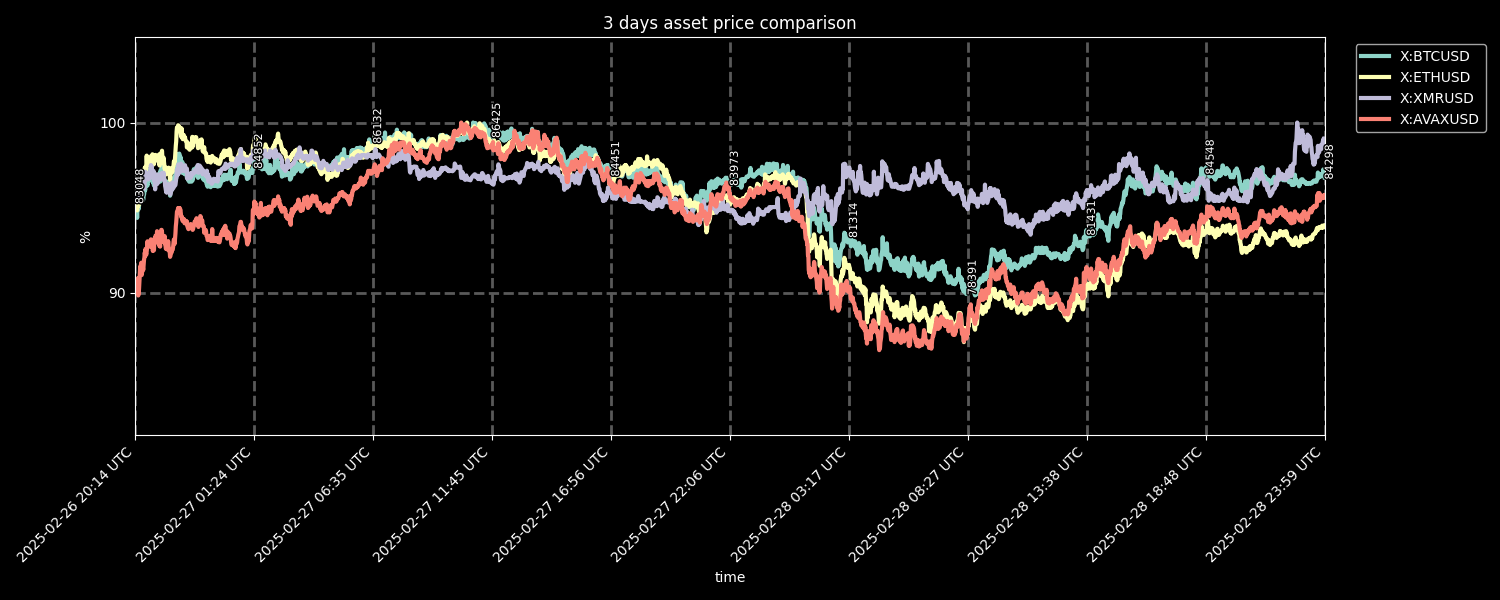 3 days asset price comparison
X:BTCUSD
X:ETHUSD
X:XMRUSD
X:AVAXUSD
100
90
%
83048
84852
86132
86425
84451
83973
81314
78391
81431
84548
84298
2025-02-26 20:14 UTC
2025-02-27 01:24 UTC
2025-02-27 06:35 UTC
2025-02-27 11:45 UTC
2025-02-27 16:56 UTC
2025-02-27 22:06 UTC
2025-02-28 03:17 UTC
2025-02-28 08:27 UTC
2025-02-28 13:38 UTC
2025-02-28 18:48 UTC
2025-02-28 23:59 UTC
time